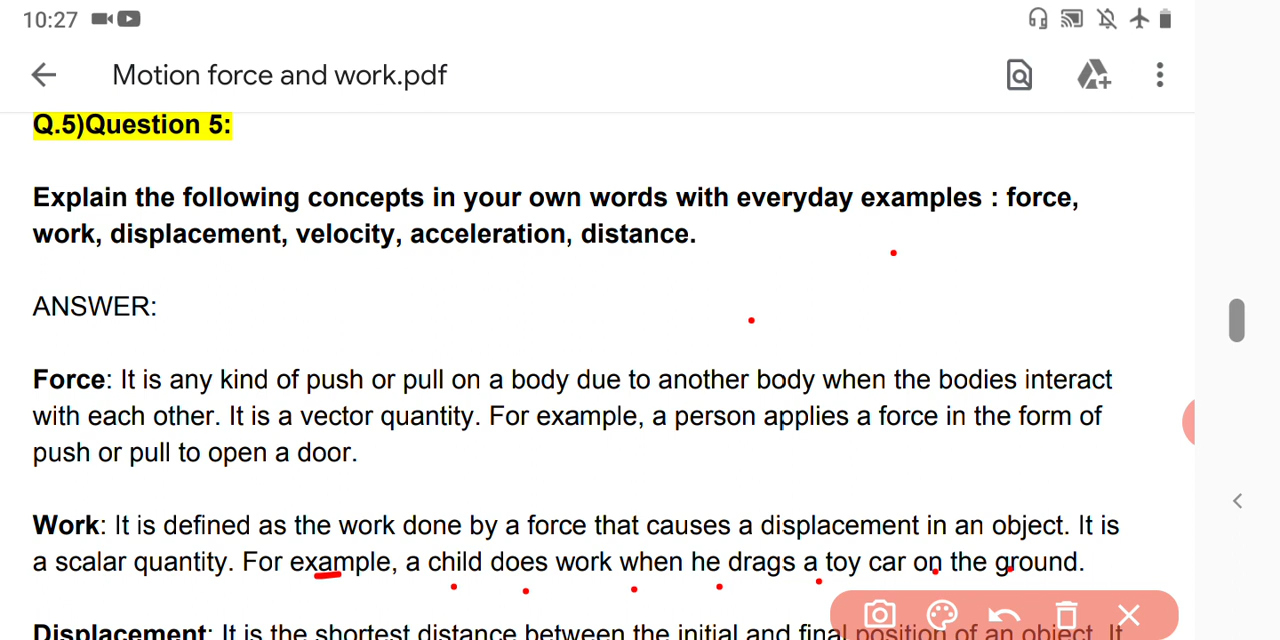 10:27
Motion force and work.pdf
Q.5)Question 5:
Explain the following concepts in your own words with everyday examples : force,
work, displacement, velocity, acceleration, distance.
ANSWER:
Force: It is any kind of push or pull on a body due to another body when the bodies interact
with each other. It is a vector quantity. For example, a person applies a force in the form of
push or pull to open a door.
Work: It is defined as the work done by a force that causes a displacement in an object. It is
a scalar quantity. For example, a child does work when he drags a toy car on the ground.
Displacement: It is the shortest distance between the initial and final position of an object. It